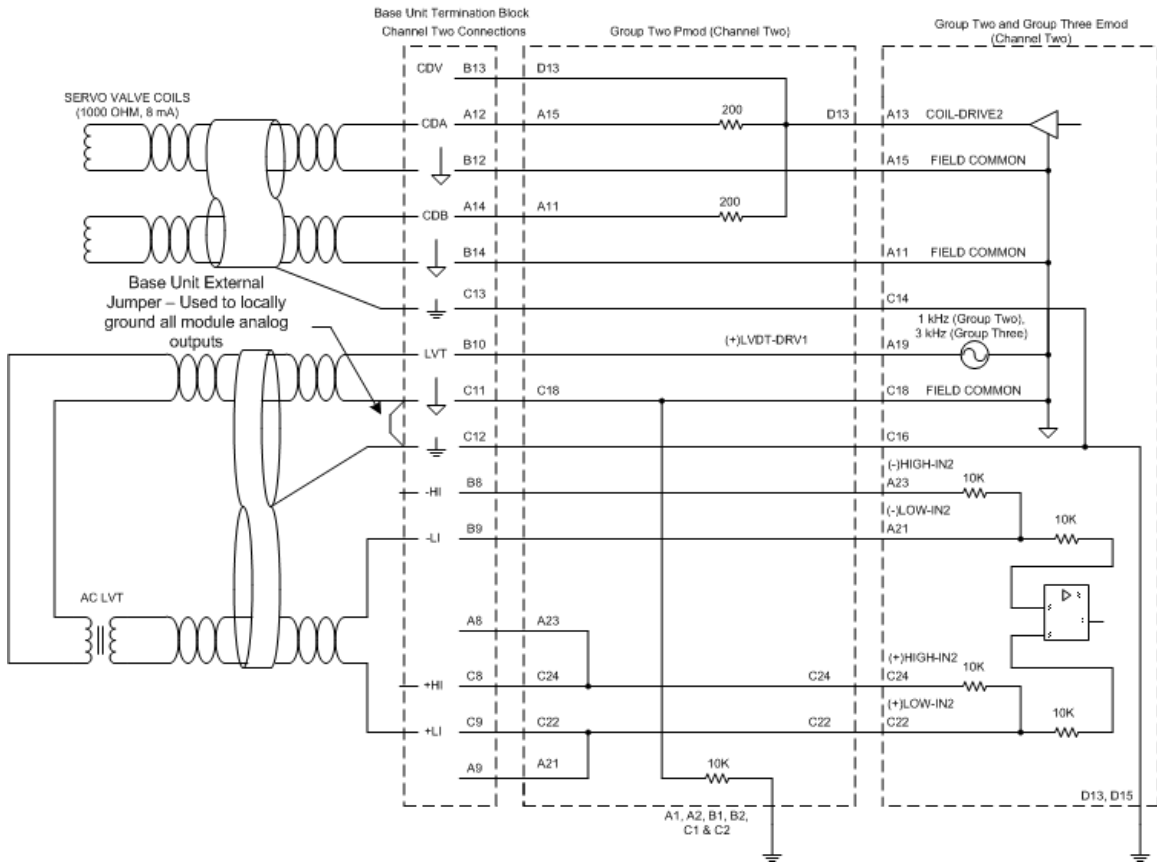 Base Unit Termination Block
Channel Two Connections
Group Two Pmod (Channel Two)
Group Two and Group Three Emod
(Channel Two)
CDV B13 D13
SERVO VALVE COILS
(1000 OHM, 8 mA)
CDA A12 A15 200 D13 A13 COIL-DRIVE2
B12 A15 FIELD COMMON
CDB A14 A11 200
B14 A11 FIELD COMMON
Base Unit External
Jumper – Used to locally
ground all module analog
outputs
C13 C14
1 kHz (Group Two),
3 kHz (Group Three)
LVT B10 (+)LVDT-DRV1 A19
C11 C18 C18 FIELD COMMON
C12 C16
(-)HIGH-IN2
-HI B8 A23 10K
(-)LOW-IN2
-LI B9 A21 10K
AC LVT
A8 A23
(+)HIGH-IN2
+HI C8 C24 C24 C24 10K
(+)LOW-IN2
+LI C9 C22 C22 C22 10K
A9 A21 10K
D13, D15
A1, A2, B1, B2,
C1 & C2